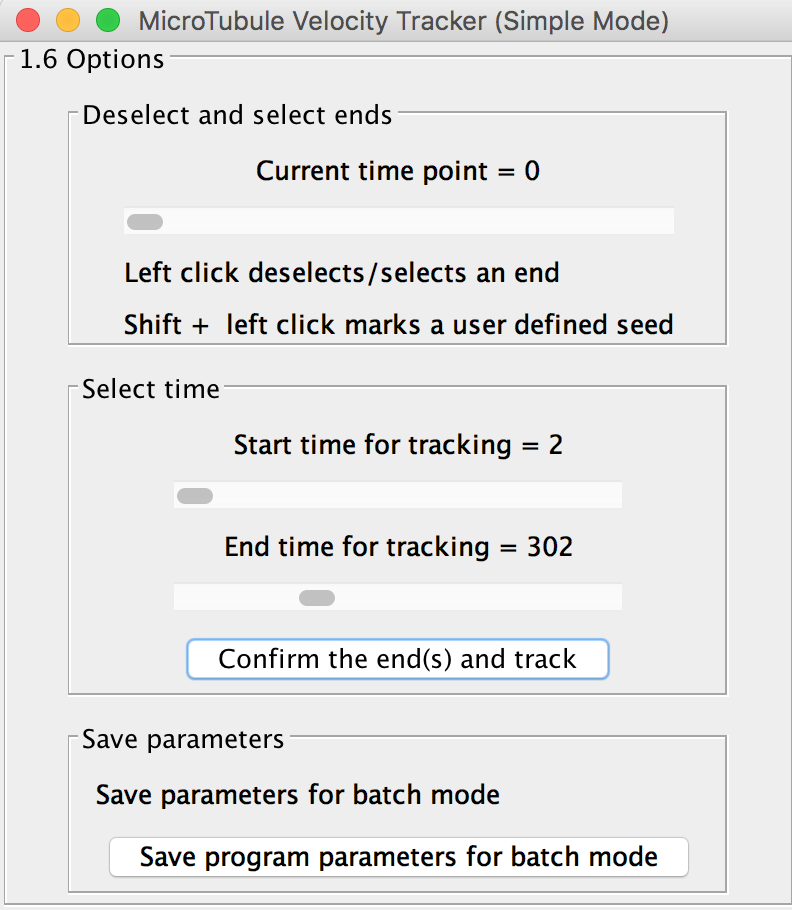 MicroTubule Velocity Tracker (Simple Mode)
1.6 Options
Deselect and select ends
Current time point = 0
Left click deselects/selects an end
Shift +  left click marks a user defined seed
Select time
Start time for tracking = 2
End time for tracking = 302
Confirm the end(s) and track
Save parameters
Save parameters for batch mode
Save program parameters for batch mode